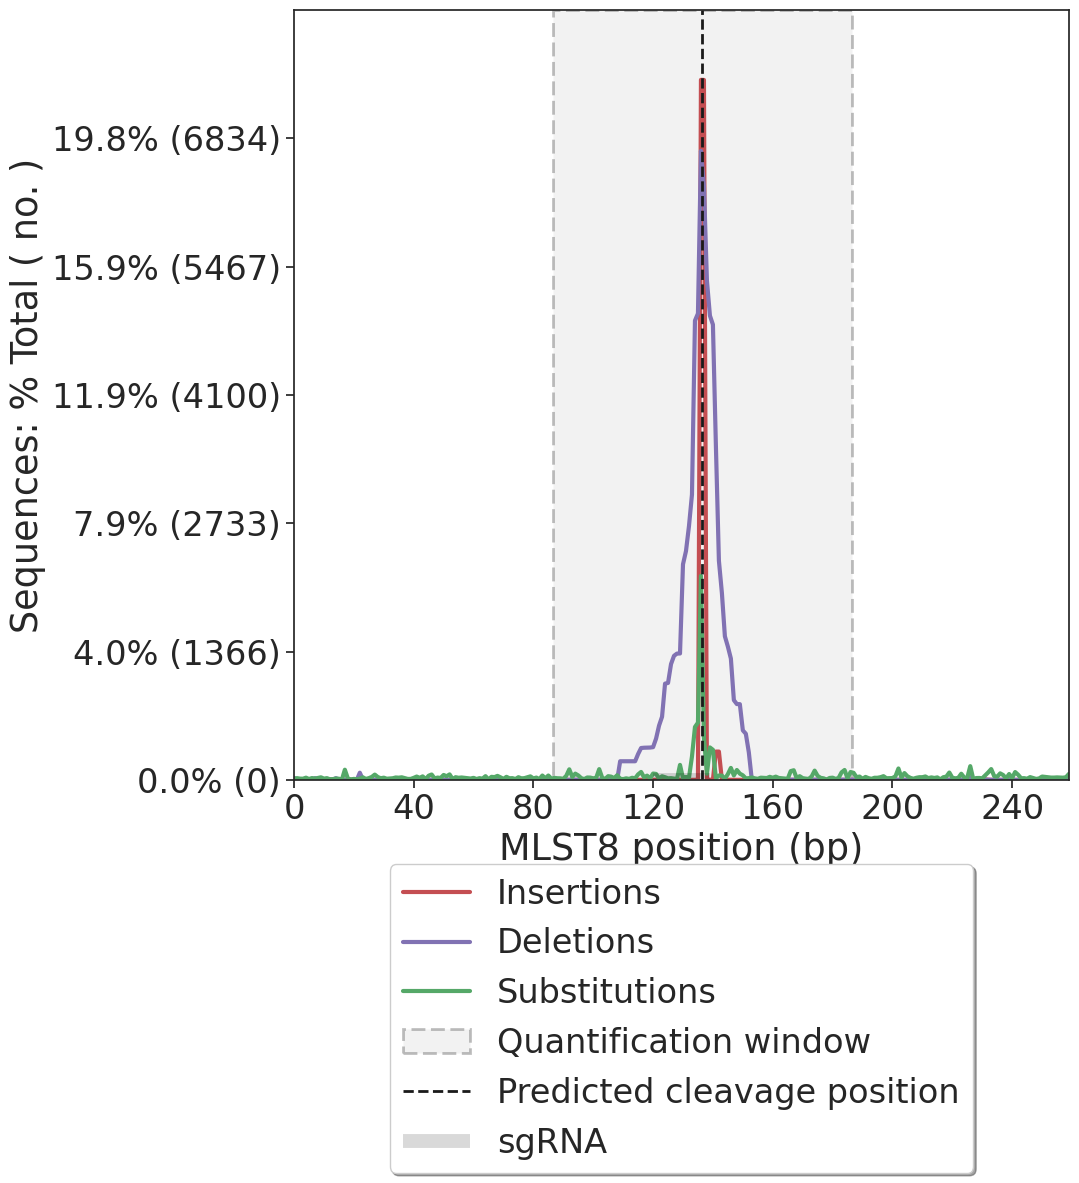 Sequences: % Total ( no. )
19.8% (6834)
15.9% (5467)
11.9% (4100)
7.9% (2733)
4.0% (1366)
0.0% (0)
0 40 80 120 160 200 240
MLST8 position (bp)
Insertions
Deletions
Substitutions
Quantification window
Predicted cleavage position
sgRNA